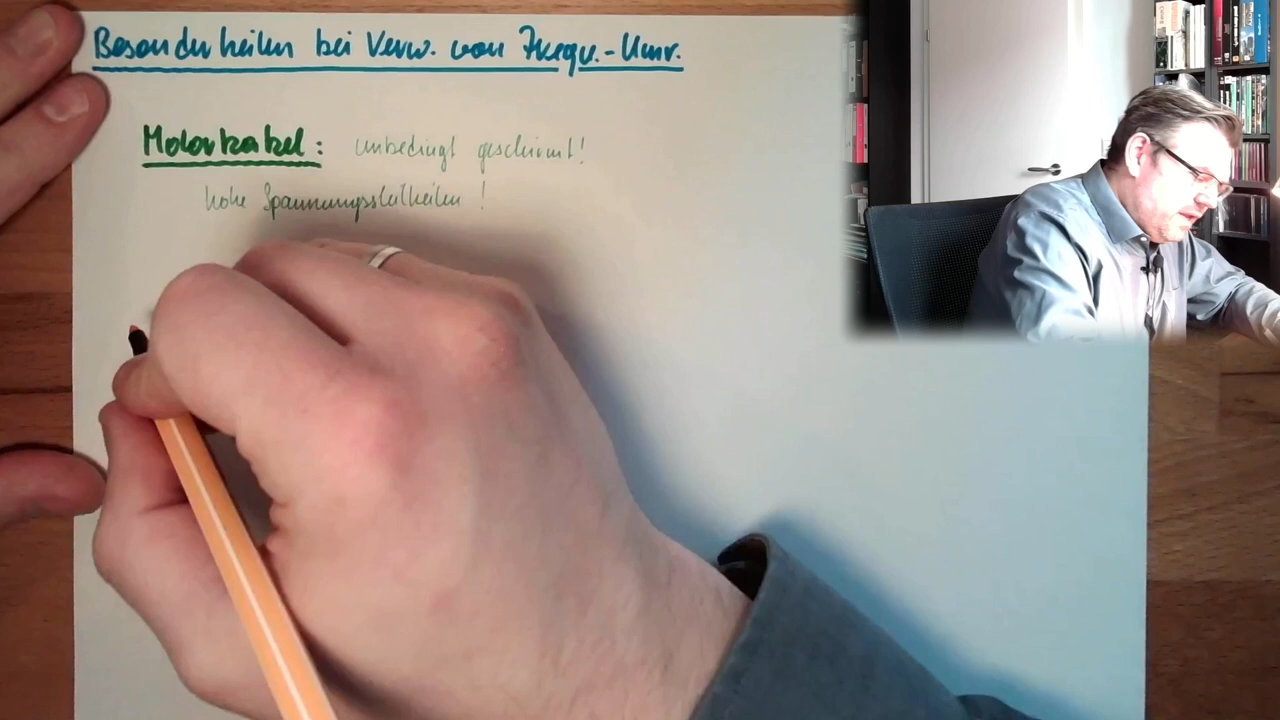 Besonderheiten bei Verw. von Frequ.-Umr.
Motorkabel: unbedingt geschirmt!
hohe Spannungssteilheiten!